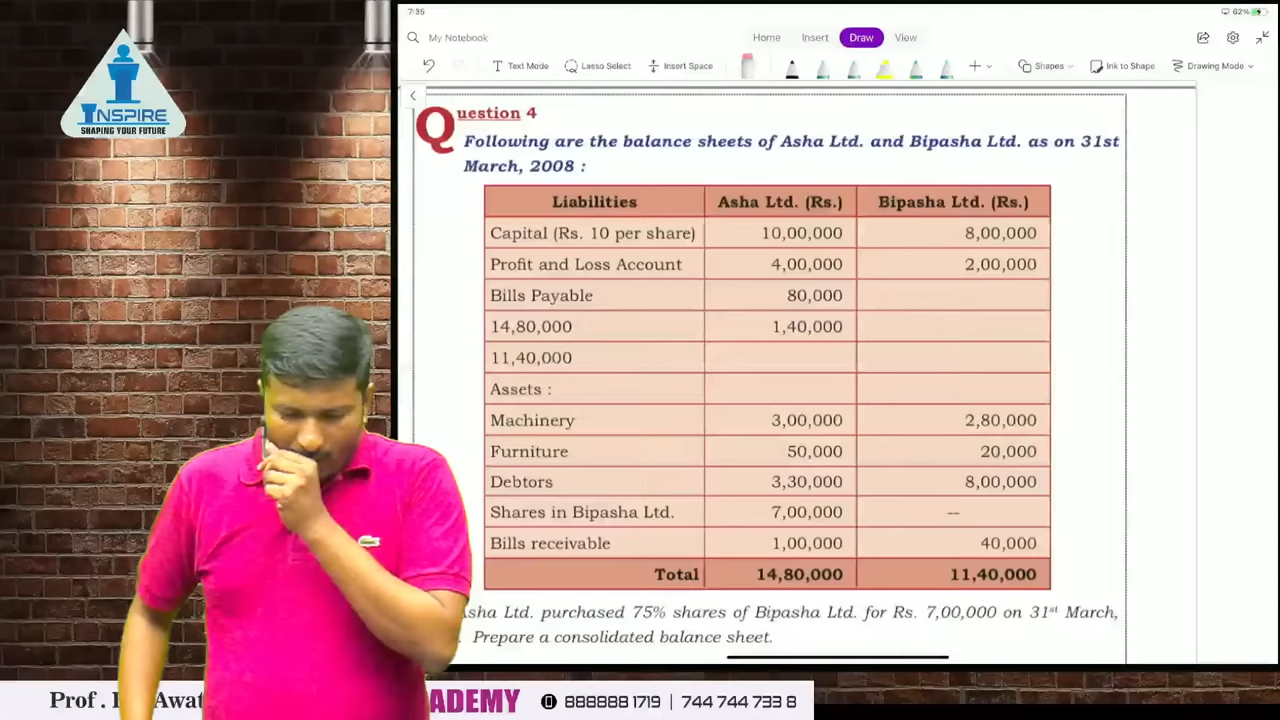 7:35
62%
My Notebook
Home Insert Draw View
Text Mode Lasso Select Insert Space Shapes Ink to Shape Drawing Mode
INSPIRE
SHAPING YOUR FUTURE
Question 4
Following are the balance sheets of Asha Ltd. and Bipasha Ltd. as on 31st
March, 2008 :
Liabilities Asha Ltd. (Rs.) Bipasha Ltd. (Rs.)
Capital (Rs. 10 per share) 10,00,000 8,00,000
Profit and Loss Account 4,00,000 2,00,000
Bills Payable 80,000
14,80,000 1,40,000
11,40,000
Assets :
Machinery 3,00,000 2,80,000
Furniture 50,000 20,000
Debtors 3,30,000 8,00,000
Shares in Bipasha Ltd. 7,00,000 --
Bills receivable 1,00,000 40,000
Total 14,80,000 11,40,000
sha Ltd. purchased 75% shares of Bipasha Ltd. for Rs. 7,00,000 on 31st March,
. Prepare a consolidated balance sheet.
Prof . ADEMY 888888 1719 | 744 744 733 8